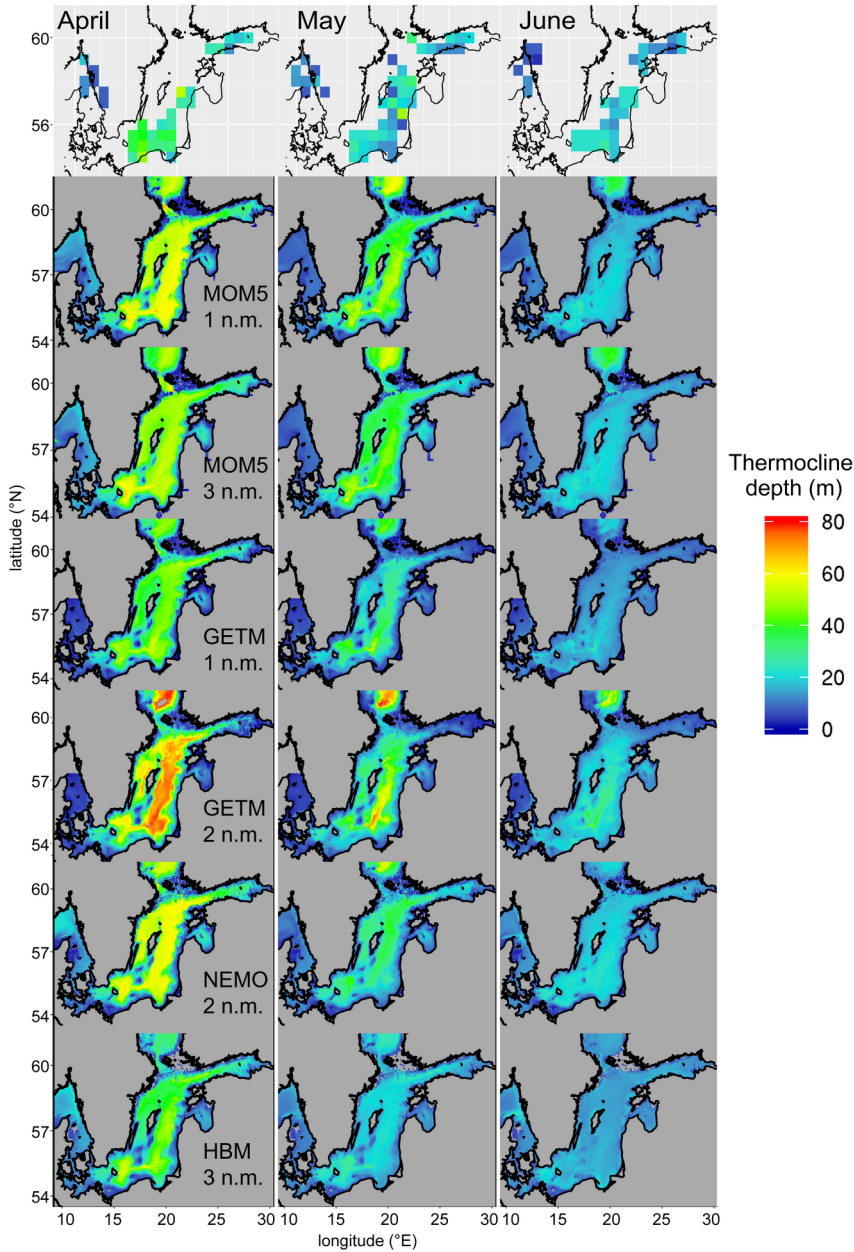 April May June
60
56
60
57
54
MOM5
1 n.m.
60
57
54
MOM5
3 n.m.
60
57
54
GETM
1 n.m.
60
57
54
GETM
2 n.m.
60
57
54
NEMO
2 n.m.
60
57
54
HBM
3 n.m.
latitude (°N)
10 15 20 25 30 10 15 20 25 30 10 15 20 25 30
longitude (°E)
Thermocline
depth (m)
80
60
40
20
0